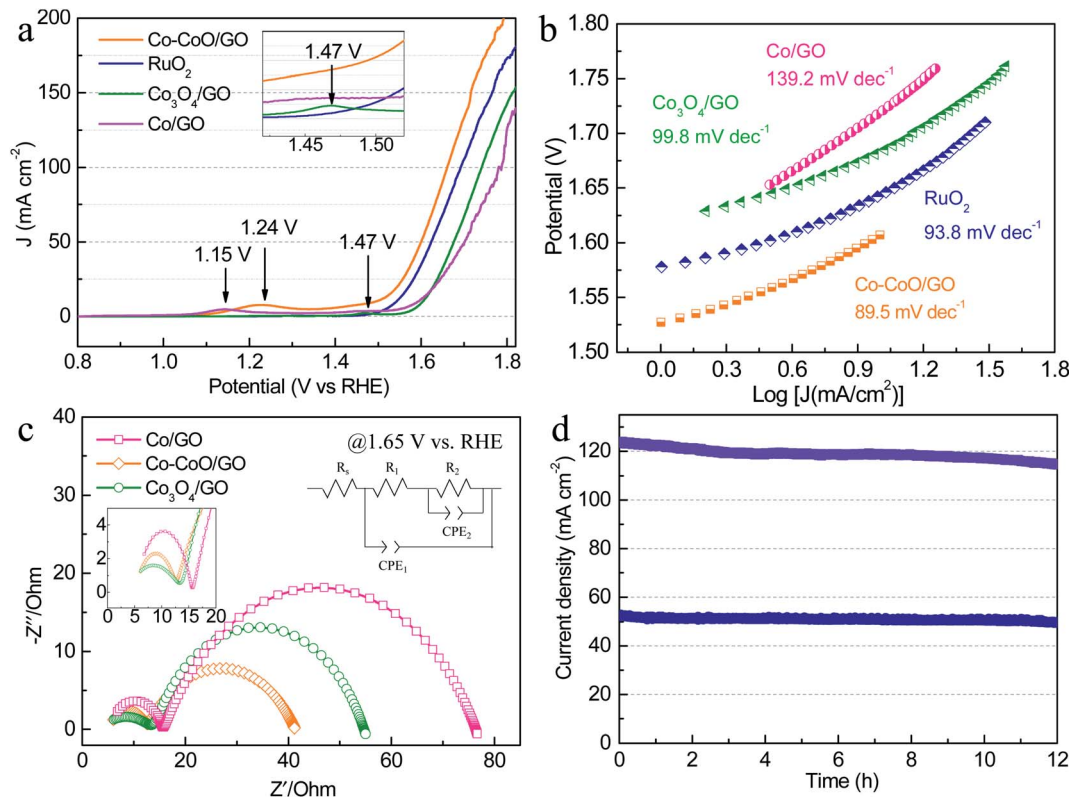 a
Co-CoO/GO
RuO₂
Co₃O₄/GO
Co/GO
1.47 V
1.45 1.50
1.15 V
1.24 V
1.47 V
200
150
100
50
0
J (mA cm⁻²)
0.8 1.0 1.2 1.4 1.6 1.8
Potential (V vs RHE)
b
Co/GO
139.2 mV dec⁻¹
Co₃O₄/GO
99.8 mV dec⁻¹
RuO₂
93.8 mV dec⁻¹
Co-CoO/GO
89.5 mV dec⁻¹
1.80
1.75
1.70
1.65
1.60
1.55
1.50
Potential (V)
0.0 0.3 0.6 0.9 1.2 1.5 1.8
Log [J(mA/cm²)]
c
Co/GO
Co-CoO/GO
Co₃O₄/GO
@1.65 V vs. RHE
Rs R1 R2
CPE2
CPE1
4
2
0
0 5 10 15 20
-40
-30
20
10
0
-Z″/Ohm
0 20 40 60 80
Z′/Ohm
d
120
100
80
60
40
20
0
Current density (mA cm⁻²)
0 2 4 6 8 10 12
Time (h)